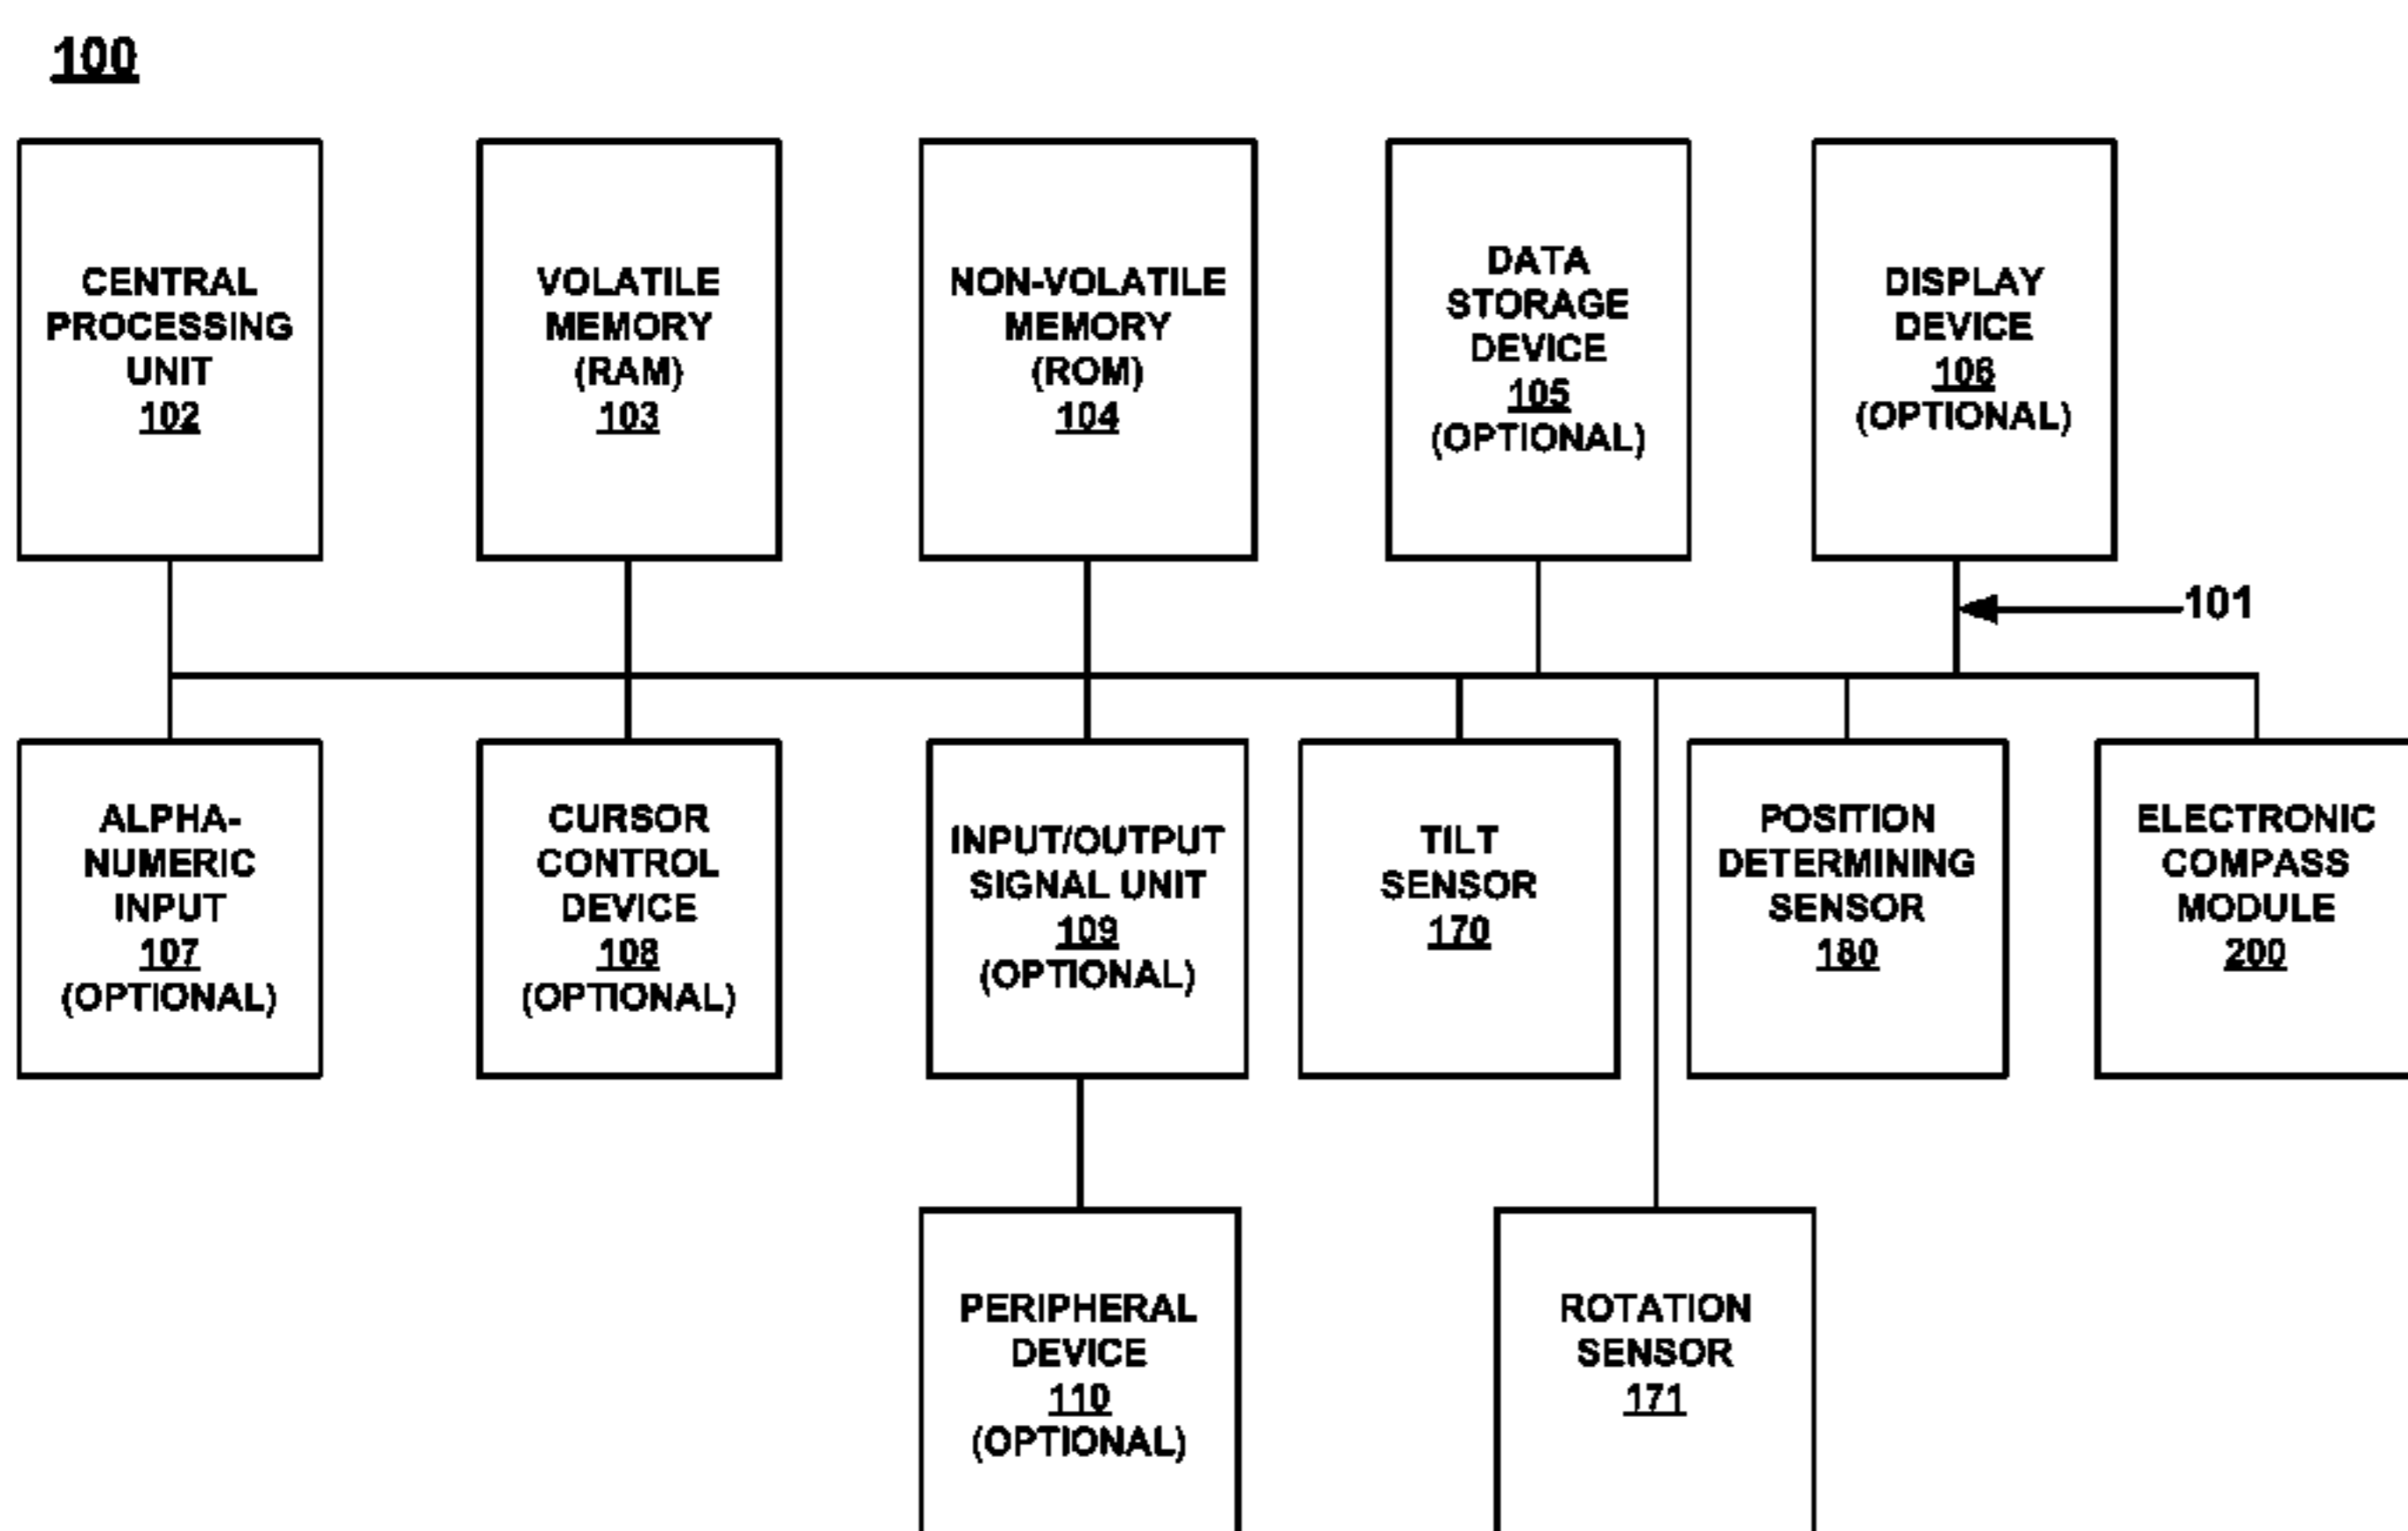 100
CENTRAL
PROCESSING
UNIT
102
VOLATILE
MEMORY
(RAM)
103
NON-VOLATILE
MEMORY
(ROM)
104
DATA
STORAGE
DEVICE
105
(OPTIONAL)
DISPLAY
DEVICE
106
(OPTIONAL)
101
ALPHA-
NUMERIC
INPUT
107
(OPTIONAL)
CURSOR
CONTROL
DEVICE
108
(OPTIONAL)
INPUT/OUTPUT
SIGNAL UNIT
109
(OPTIONAL)
TILT
SENSOR
170
POSITION
DETERMINING
SENSOR
180
ELECTRONIC
COMPASS
MODULE
200
PERIPHERAL
DEVICE
110
(OPTIONAL)
ROTATION
SENSOR
171